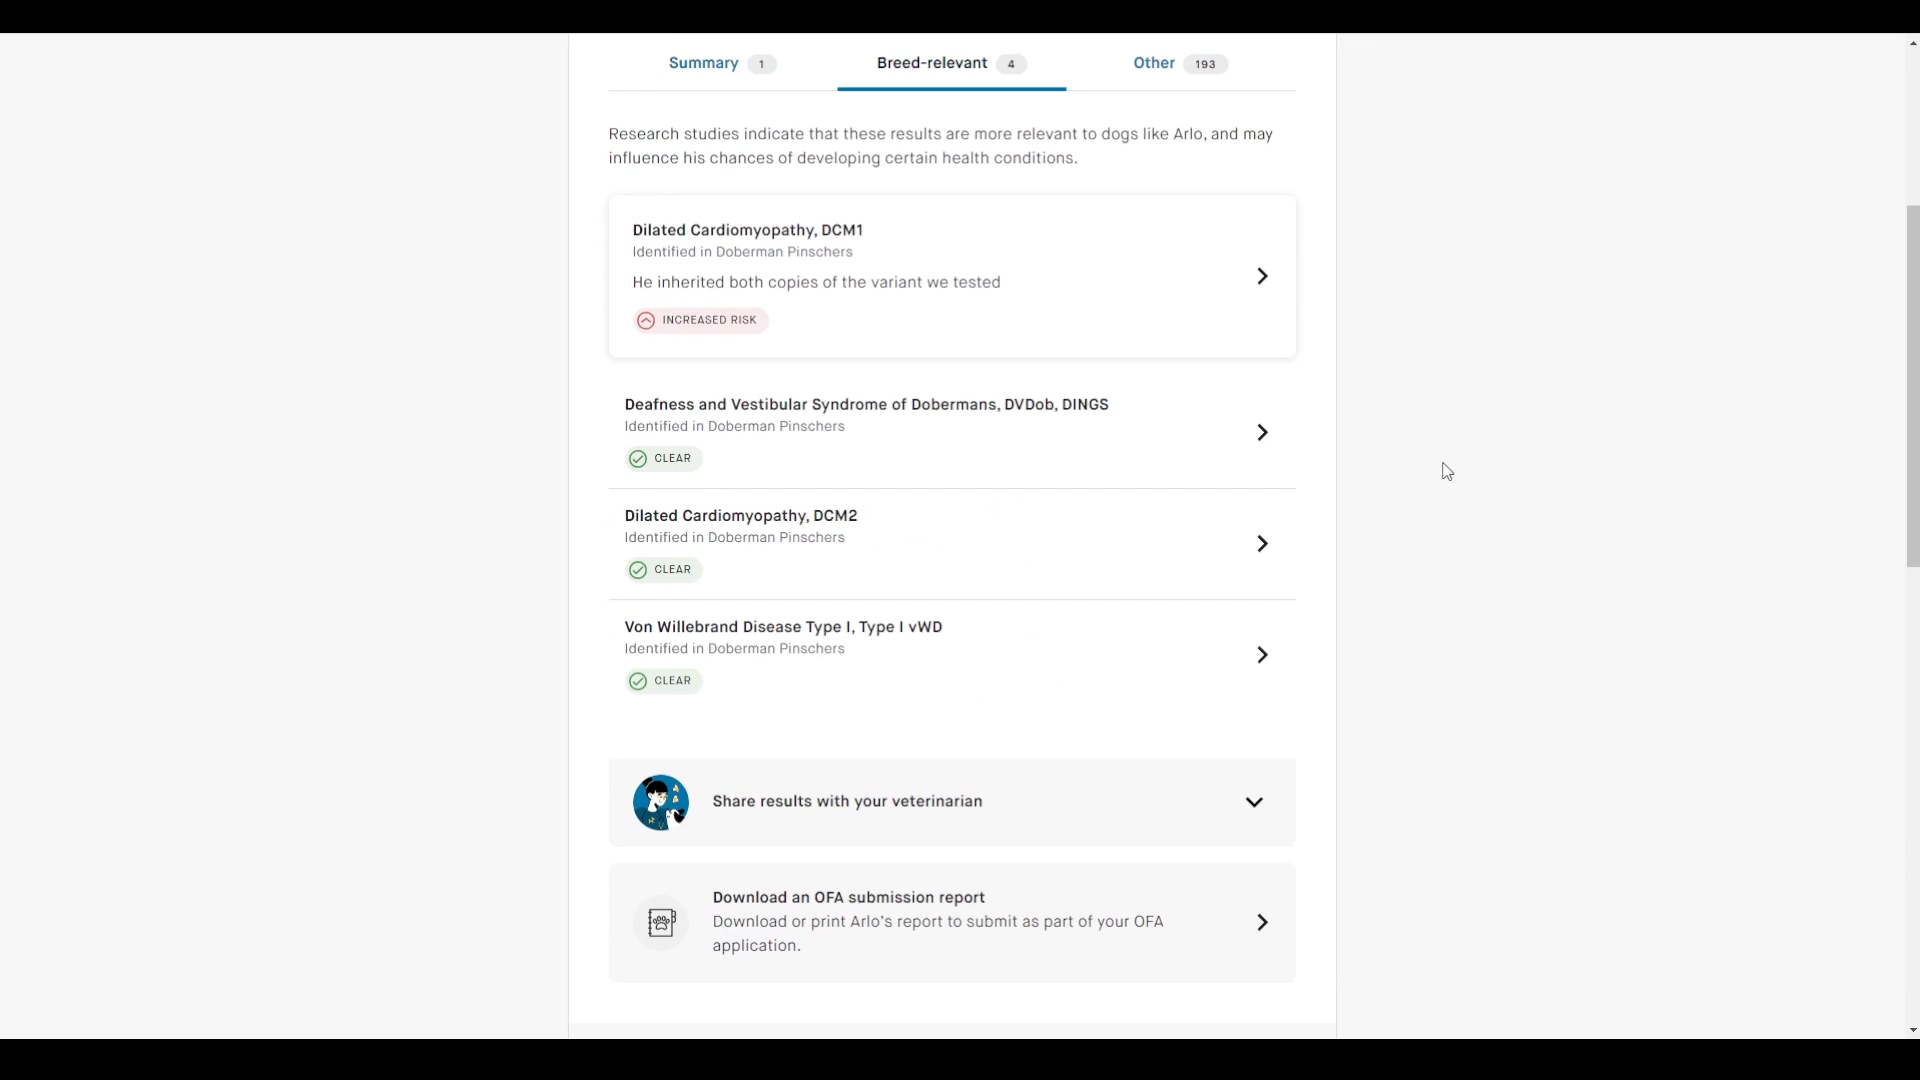 Summary 1 Breed-relevant 4 Other 193
Research studies indicate that these results are more relevant to dogs like Arlo, and may
influence his chances of developing certain health conditions.
Dilated Cardiomyopathy, DCM1
Identified in Doberman Pinschers
He inherited both copies of the variant we tested
INCREASED RISK
Deafness and Vestibular Syndrome of Dobermans, DVDob, DINGS
Identified in Doberman Pinschers
CLEAR
Dilated Cardiomyopathy, DCM2
Identified in Doberman Pinschers
CLEAR
Von Willebrand Disease Type I, Type I vWD
Identified in Doberman Pinschers
CLEAR
Share results with your veterinarian
Download an OFA submission report
Download or print Arlo's report to submit as part of your OFA
application.